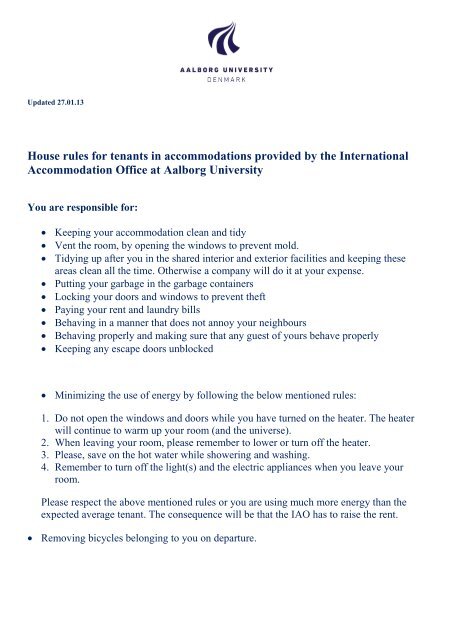 AALBORG UNIVERSITY
DENMARK
Updated 27.01.13
House rules for tenants in accommodations provided by the International
Accommodation Office at Aalborg University
You are responsible for:
• Keeping your accommodation clean and tidy
• Vent the room, by opening the windows to prevent mold.
• Tidying up after you in the shared interior and exterior facilities and keeping these
areas clean all the time. Otherwise a company will do it at your expense.
• Putting your garbage in the garbage containers
• Locking your doors and windows to prevent theft
• Paying your rent and laundry bills
• Behaving in a manner that does not annoy your neighbours
• Behaving properly and making sure that any guest of yours behave properly
• Keeping any escape doors unblocked
• Minimizing the use of energy by following the below mentioned rules:
1. Do not open the windows and doors while you have turned on the heater. The heater
will continue to warm up your room (and the universe).
2. When leaving your room, please remember to lower or turn off the heater.
3. Please, save on the hot water while showering and washing.
4. Remember to turn off the light(s) and the electric appliances when you leave your
room.
Please respect the above mentioned rules or you are using much more energy than the
expected average tenant. The consequence will be that the IAO has to raise the rent.
• Removing bicycles belonging to you on departure.